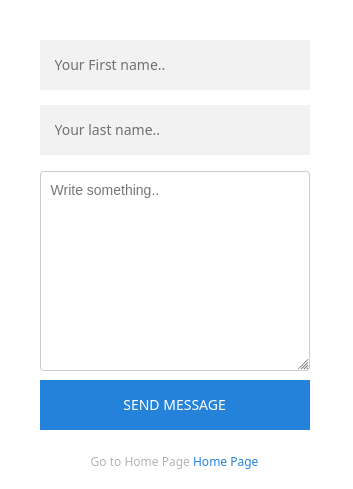 Your First name..
Your last name..
Write something..
SEND MESSAGE
Go to Home Page Home Page